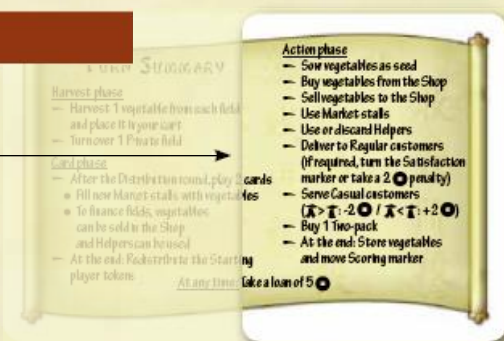 Turn Summary
Harvest phase
– Harvest 1 vegetable from each field
and place it in your cart
– Turn over 1 Private field
Card phase
– After the Distribution round, play 2 cards
• Fill new Market stalls with vegetables
• To finance fields, vegetables
can be sold in the Shop
and Helpers can be used
– At the end: Redistribute the Starting
player tokens
Action phase
– Sow vegetables as seed
– Buy vegetables from the Shop
– Sell vegetables to the Shop
– Use Market stalls
– Use or discard Helpers
– Deliver to Regular customers
(if required, turn the Satisfaction
marker or take a 2 penalty)
– Serve Casual customers
( > : -2 / < : +2 )
– Buy 1 Two-pack
– At the end: Store vegetables
and move Scoring marker
At any time: Take a loan of 5